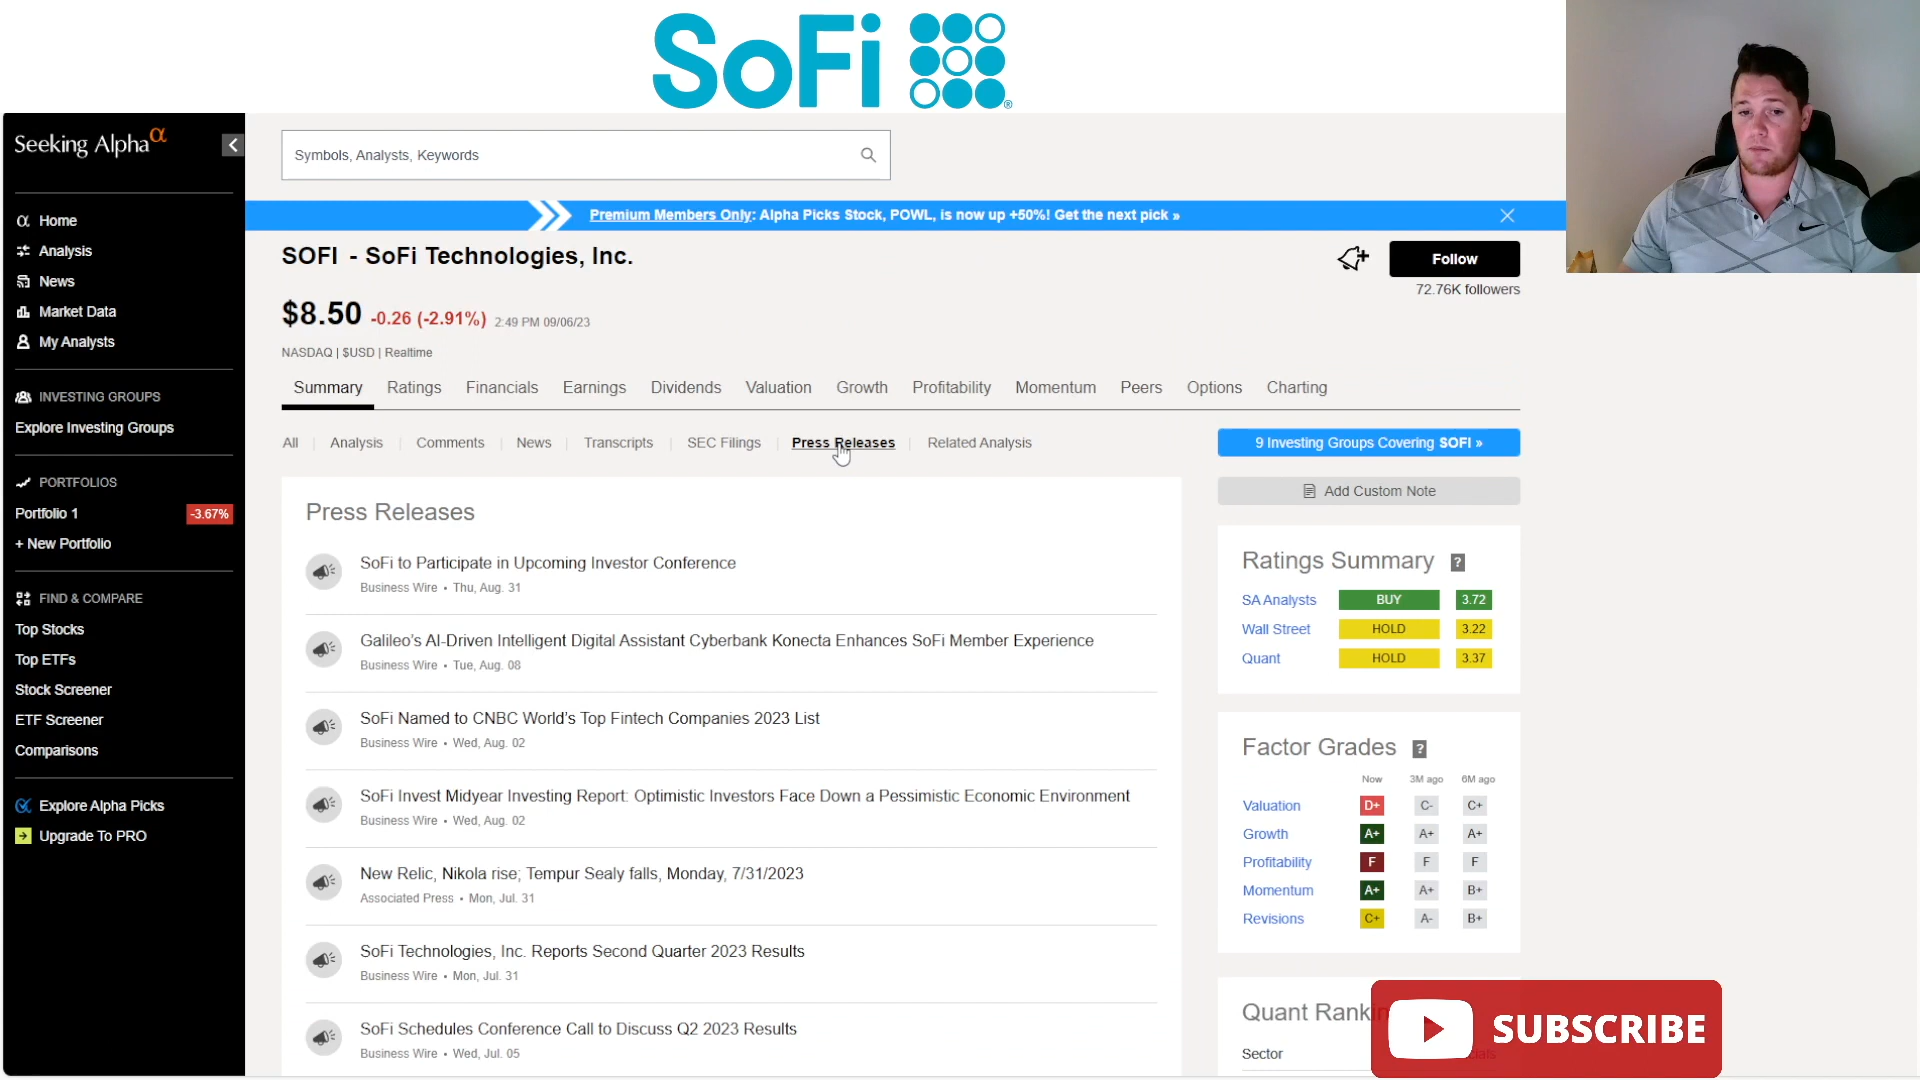 SoFi
Seeking Alpha α
Symbols, Analysts, Keywords
Premium Members Only: Alpha Picks Stock, POWL, is now up +50%! Get the next pick »
Home
Analysis
News
Market Data
My Analysts
INVESTING GROUPS
Explore Investing Groups
PORTFOLIOS
Portfolio 1 -3.67%
+ New Portfolio
FIND & COMPARE
Top Stocks
Top ETFs
Stock Screener
ETF Screener
Comparisons
Explore Alpha Picks
Upgrade To PRO
SOFI - SoFi Technologies, Inc.
Follow
72.76K followers
$8.50 -0.26 (-2.91%) 2:49 PM 09/06/23
NASDAQ | $USD | Realtime
Summary Ratings Financials Earnings Dividends Valuation Growth Profitability Momentum Peers Options Charting
All | Analysis | Comments | News | Transcripts | SEC Filings | Press Releases | Related Analysis
Press Releases
SoFi to Participate in Upcoming Investor Conference
Business Wire • Thu, Aug. 31
Galileo's AI-Driven Intelligent Digital Assistant Cyberbank Konecta Enhances SoFi Member Experience
Business Wire • Tue, Aug. 08
SoFi Named to CNBC World's Top Fintech Companies 2023 List
Business Wire • Wed, Aug. 02
SoFi Invest Midyear Investing Report: Optimistic Investors Face Down a Pessimistic Economic Environment
Business Wire • Wed, Aug. 02
New Relic, Nikola rise; Tempur Sealy falls, Monday, 7/31/2023
Associated Press • Mon, Jul. 31
SoFi Technologies, Inc. Reports Second Quarter 2023 Results
Business Wire • Mon, Jul. 31
SoFi Schedules Conference Call to Discuss Q2 2023 Results
Business Wire • Wed, Jul. 05
9 Investing Groups Covering SOFI »
Add Custom Note
Ratings Summary ?
SA Analysts BUY 3.72
Wall Street HOLD 3.22
Quant HOLD 3.37
Factor Grades ?
Now 3M ago 6M ago
Valuation D+ C- C+
Growth A+ A+ A+
Profitability F F F
Momentum A+ A+ B+
Revisions C+ A- B+
Quant
Sector
SUBSCRIBE